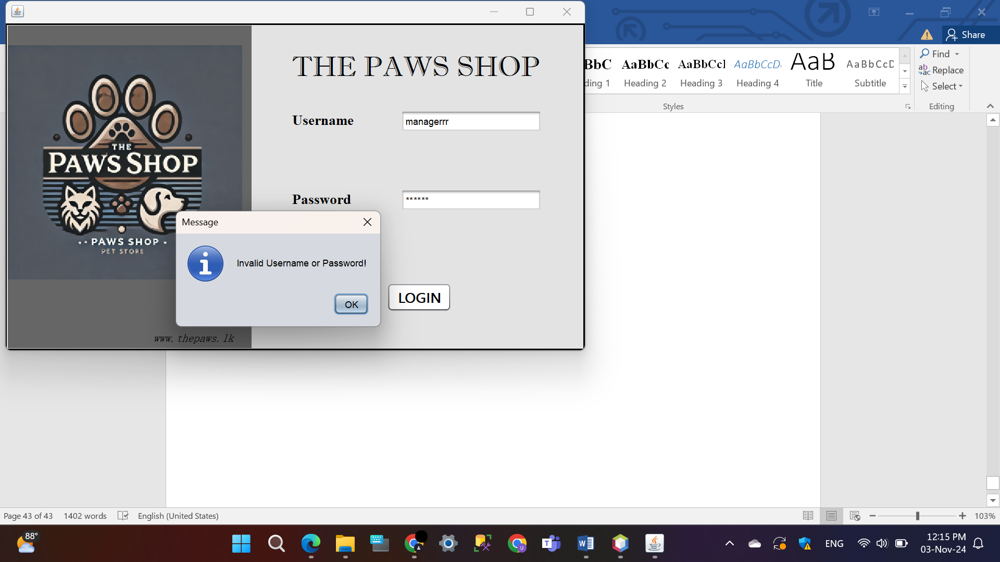 THE PAWS SHOP
Username
managerrr
Password
******
LOGIN
THE
PAWS SHOP
PAWS SHOP
PET STORE
www.thepaws.lk
Message
Invalid Username or Password!
OK
Share
BbC AaBbCc AaBbCcI AaBbCcD AaB AaBbCcD
ding 1 Heading 2 Heading 3 Heading 4 Title Subtitle
Styles
Find
Replace
Select
Editing
Page 43 of 43 1402 words English (United States) 103%
88°
ENG
12:15 PM
03-Nov-24